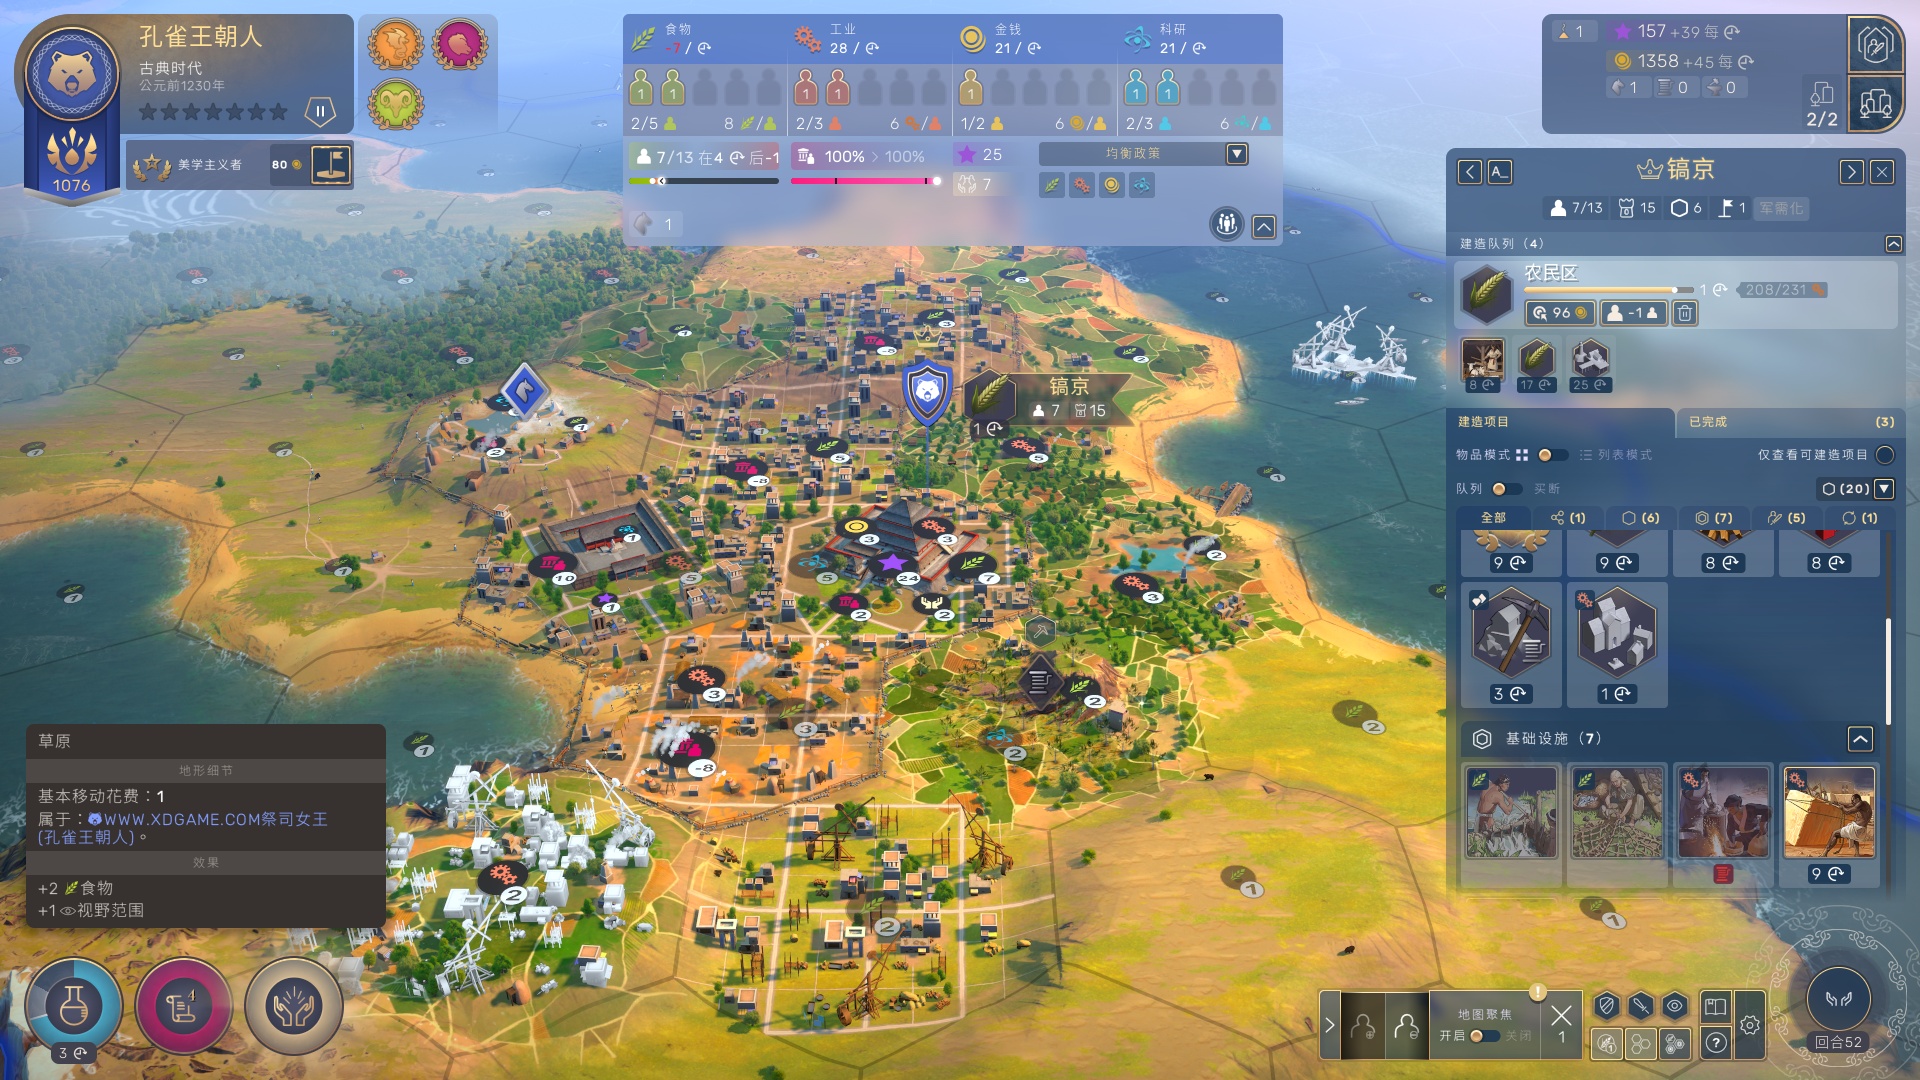 孔雀王朝人
古典时代
公元前1230年
1076
美学主义者
80
食物
-7 /
工业
28 /
金钱
21 /
科研
21 /
1 1
1 1
1
1 1
2/5
8 /
2/3
6 /
1/2
6 /
2/3
6 /
7/13 在4 后-1
100% > 100%
25
均衡政策
7
1
1
157 +39 每
1358 +45 每
1 0 0
2/2
A_
镐京
7/13 15 6 1 军需化
建造队列 (4)
农民区
1 208/231
96
-1
8 17 25
建造项目
已完成
(3)
物品模式 列表模式
仅查看可建造项目
队列 买断
(20)
全部 (1) (6) (7) (5) (1)
9 9 8 8
3 1
基础设施 (7)
9
镐京
7 15
1
草原
地形细节
基本移动花费：1
属于：WWW.XDGAME.COM祭司女王
(孔雀王朝人)。
效果
+2 食物
+1 视野范围
3
4
地图聚焦
开启 关闭
1
?
回合52